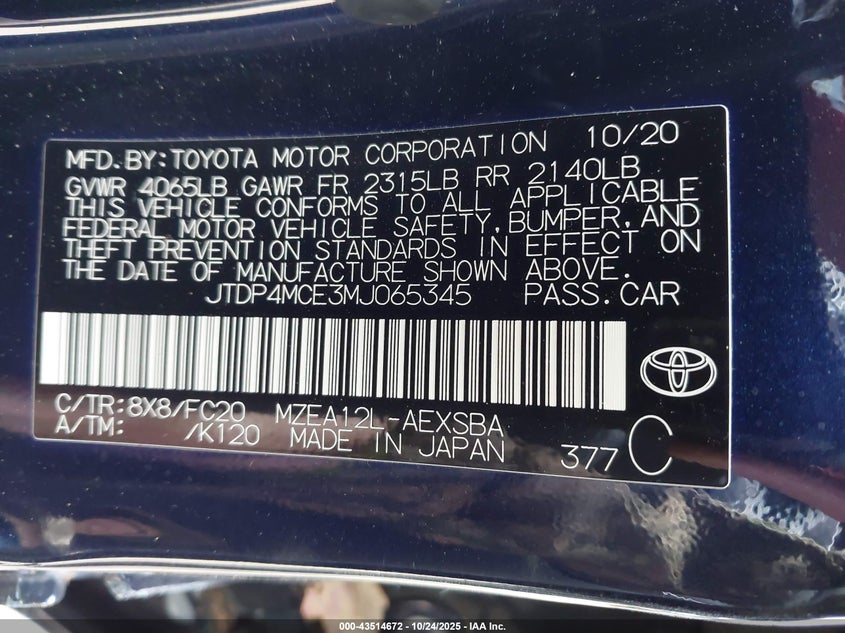 MFD. BY: TOYOTA MOTOR CORPORATION 10/20
GVWR 4065LB GAWR FR 2315LB RR 2140LB
THIS VEHICLE CONFORMS TO ALL APPLICABLE
FEDERAL MOTOR VEHICLE SAFETY, BUMPER, AND
THEFT PREVENTION STANDARDS IN EFFECT ON
THE DATE OF MANUFACTURE SHOWN ABOVE.
JTDP4MCE3MJ065345 PASS. CAR
C/TR: 8X8/FC20 MZEA12L-AEXSBA
A/TM: /K120 MADE IN JAPAN 377 C
000-43514672 - 10/24/2025 - IAA Inc.